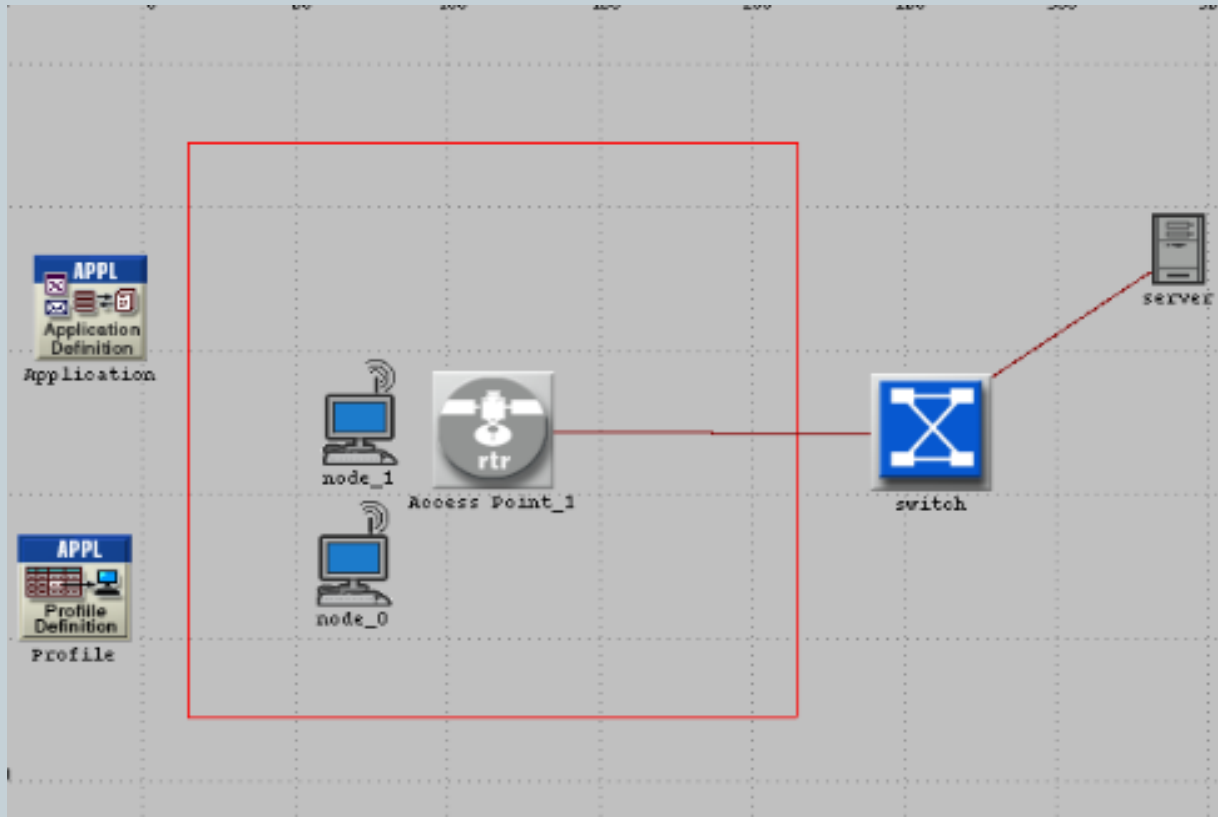 APPL
Application
Definition
Application
server
node_1
rtr
Access Point_1
switch
node_0
APPL
Profile
Definition
Profile